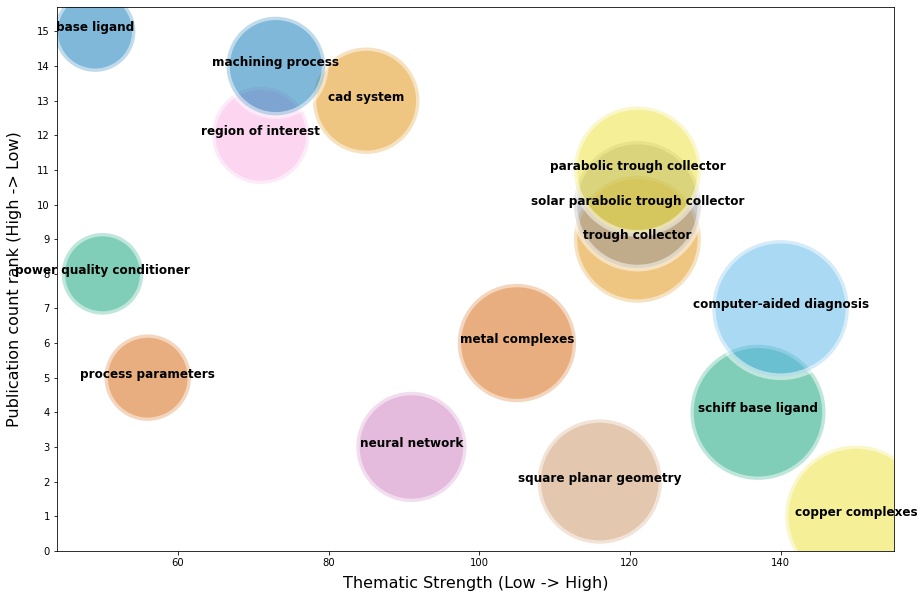 15
base ligand
14
machining process
13
cad system
12
region of interest
11
parabolic trough collector
10
solar parabolic trough collector
9
trough collector
8
power quality conditioner
7
computer-aided diagnosis
6
metal complexes
5
process parameters
4
schiff base ligand
3
neural network
2
square planar geometry
1
copper complexes
0
60 80 100 120 140
Thematic Strength (Low -> High)
Publication count rank (High -> Low)